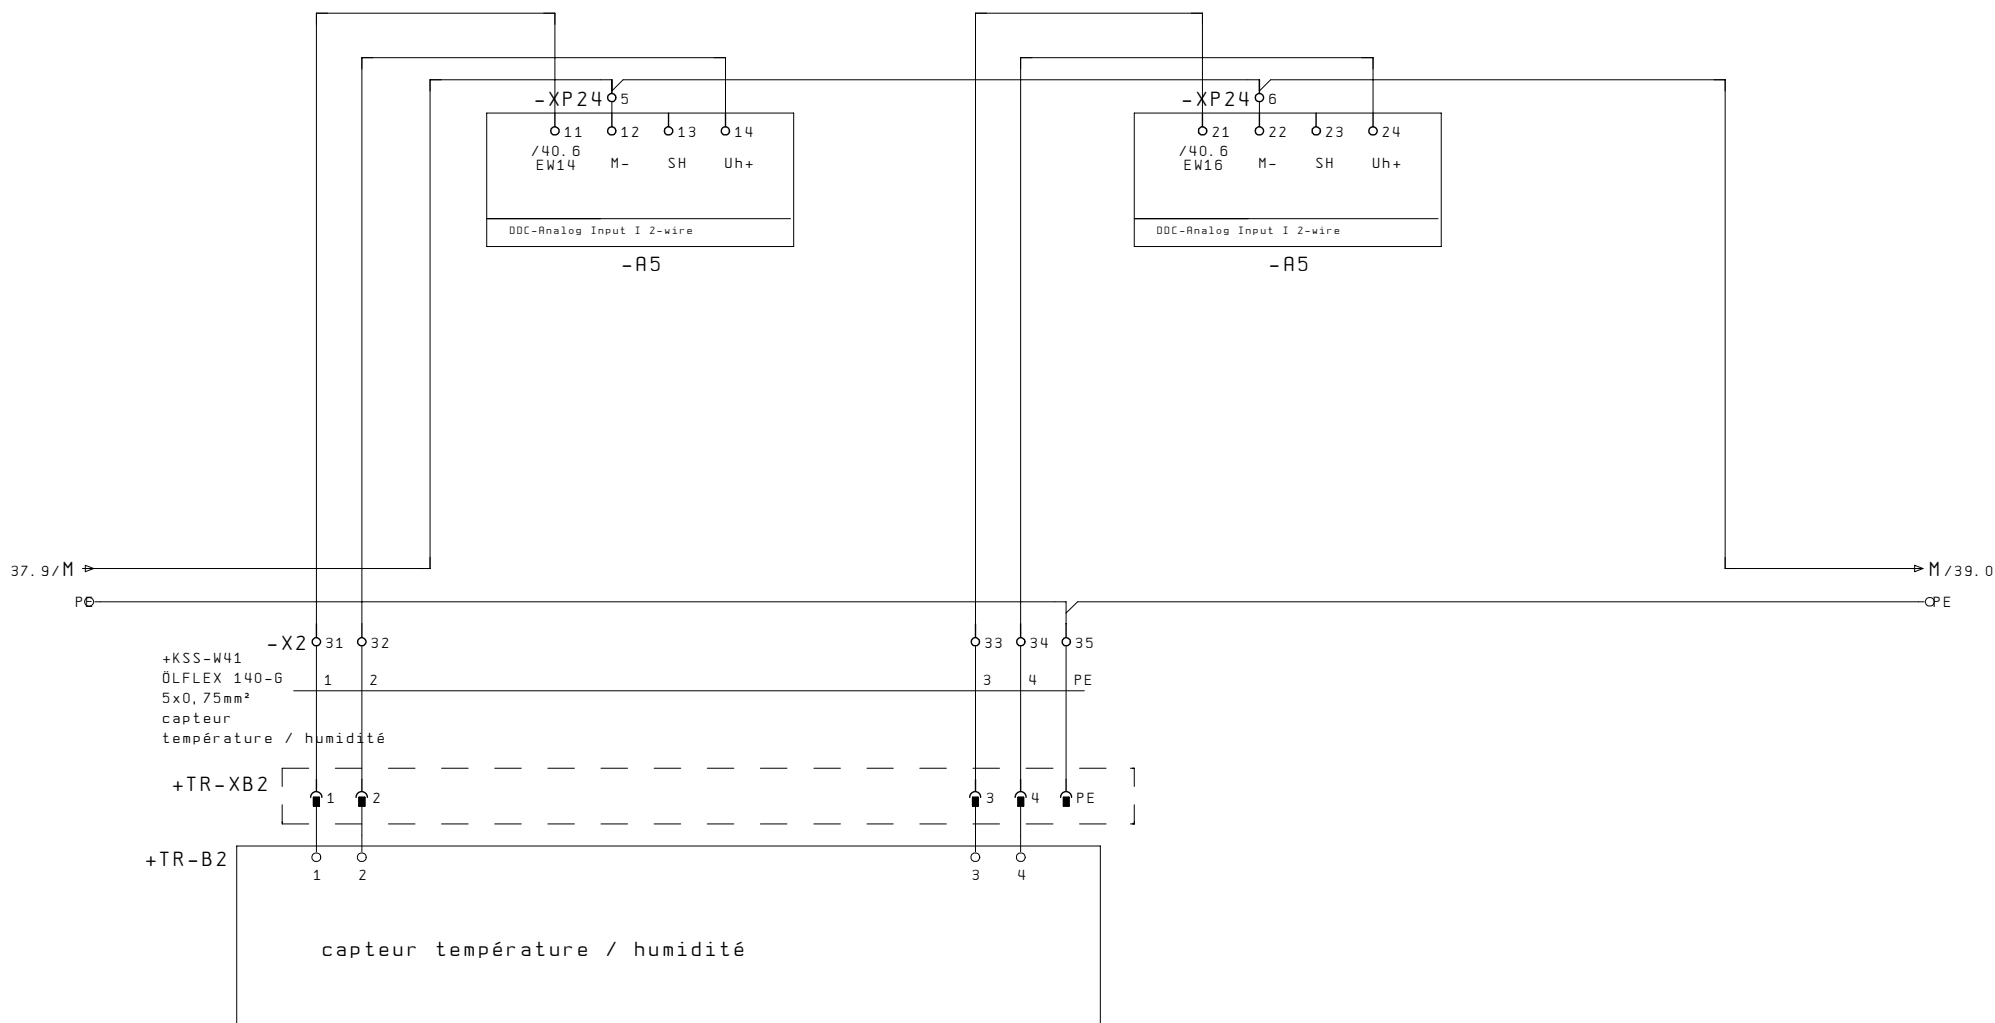 -XP24 5
-XP24 6
11 12 13 14
21 22 23 24
/40.6
EW14 M- SH Uh+
/40.6
EW16 M- SH Uh+
DDC-Analog Input I 2-wire
DDC-Analog Input I 2-wire
-A5
-A5
37.9/M
M/39.0
PE
PE
-X2 31 32 33 34 35
+KSS-W41
ÖLFLEX 140-G
5x0,75mm²
capteur
température / humidité
1 2 3 4 PE
+TR-XB2
1 2 3 4 PE
+TR-B2
1 2 3 4
capteur température / humidité